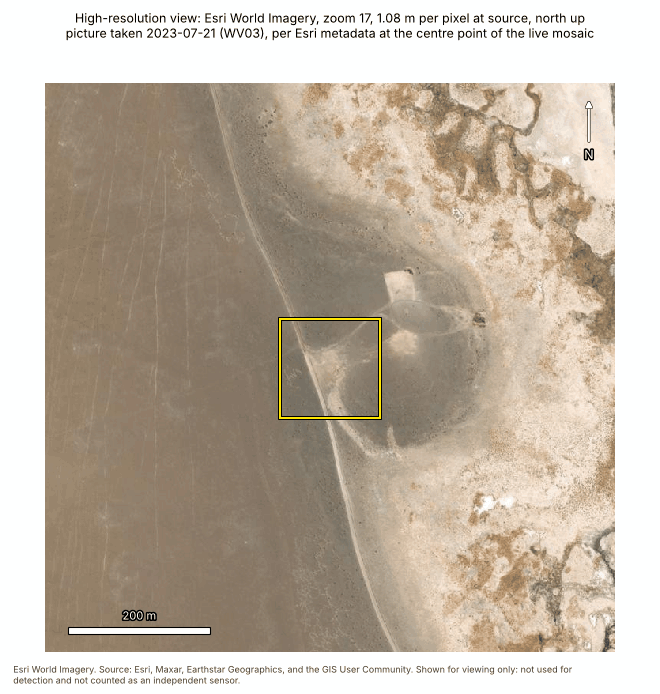 High-resolution view: Esri World Imagery, zoom 17, 1.08 m per pixel at source, north up
picture taken 2023-07-21 (WV03), per Esri metadata at the centre point of the live mosaic
N
200 m
Esri World Imagery. Source: Esri, Maxar, Earthstar Geographics, and the GIS User Community. Shown for viewing only: not used for
detection and not counted as an independent sensor.